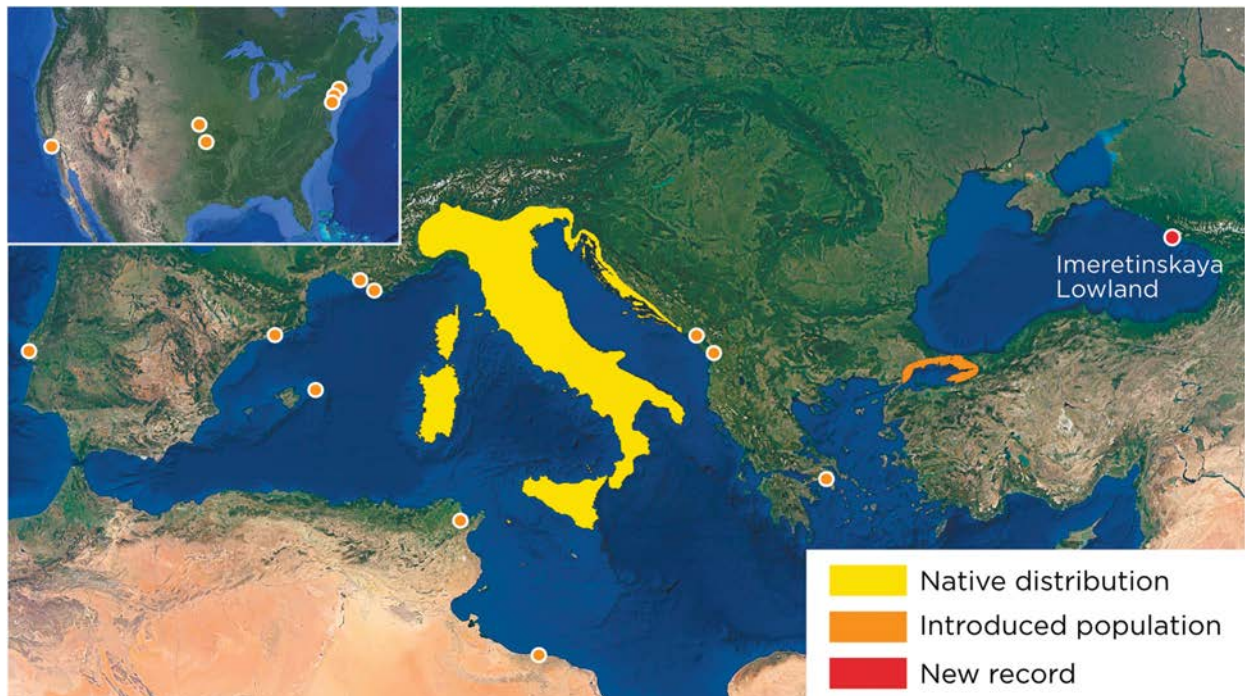 Imeretinskaya
Lowland
Native distribution
Introduced population
New record